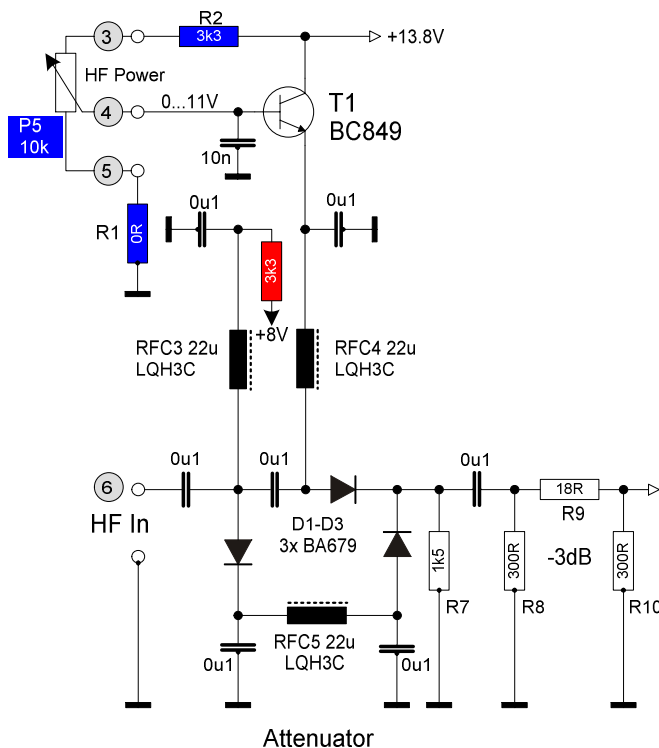 R2
3
3k3
+13.8V
HF Power
T1
BC849
4
0...11V
P5
10k
5
10n
R1
0R
0u1
0u1
3k3
+8V
RFC3 22u
LQH3C
RFC4 22u
LQH3C
0u1
0u1
0u1
6
HF In
18R
R9
D1-D3
3x BA679
1k5
300R
-3dB
300R
R7
R8
R10
RFC5 22u
LQH3C
0u1
0u1
Attenuator